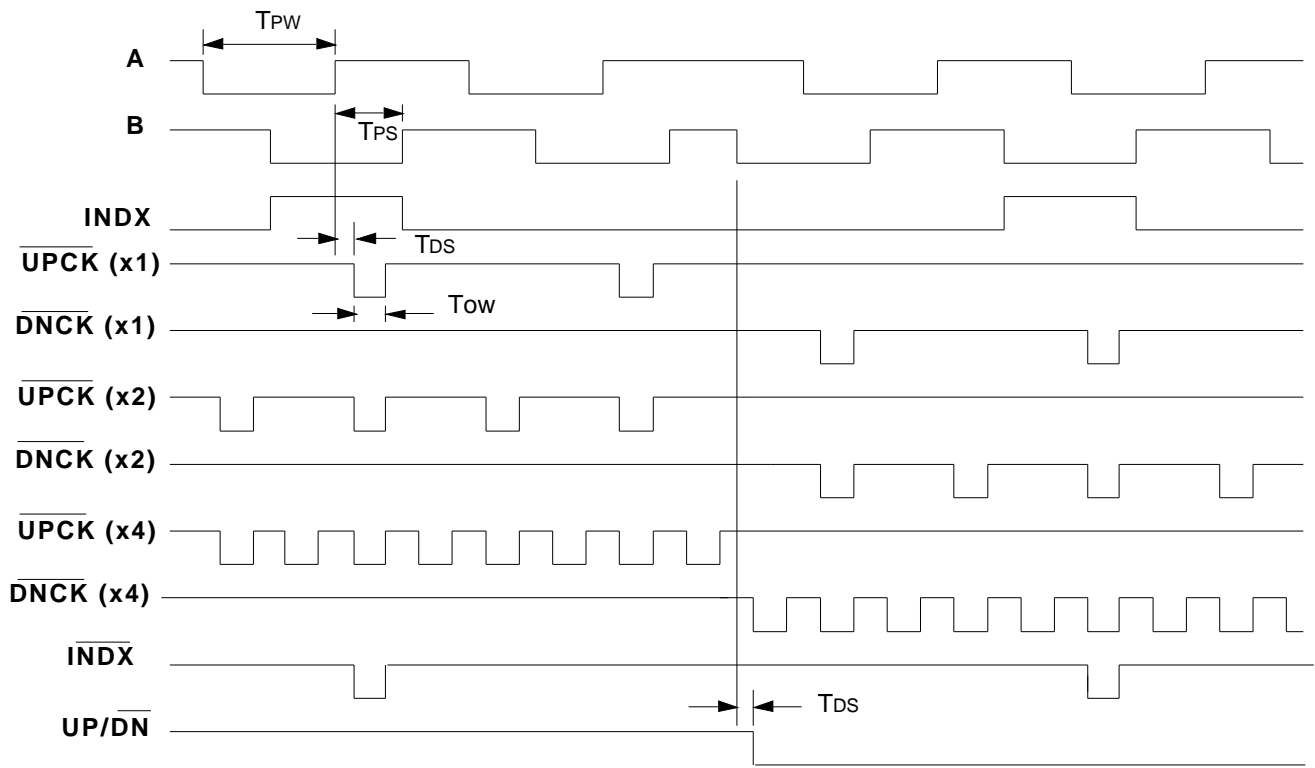 TPW
A
B
TPS
INDX
TDS
UPCK (x1)
TOW
DNCK (x1)
UPCK (x2)
DNCK (x2)
UPCK (x4)
DNCK (x4)
INDX
TDS
UP/DN